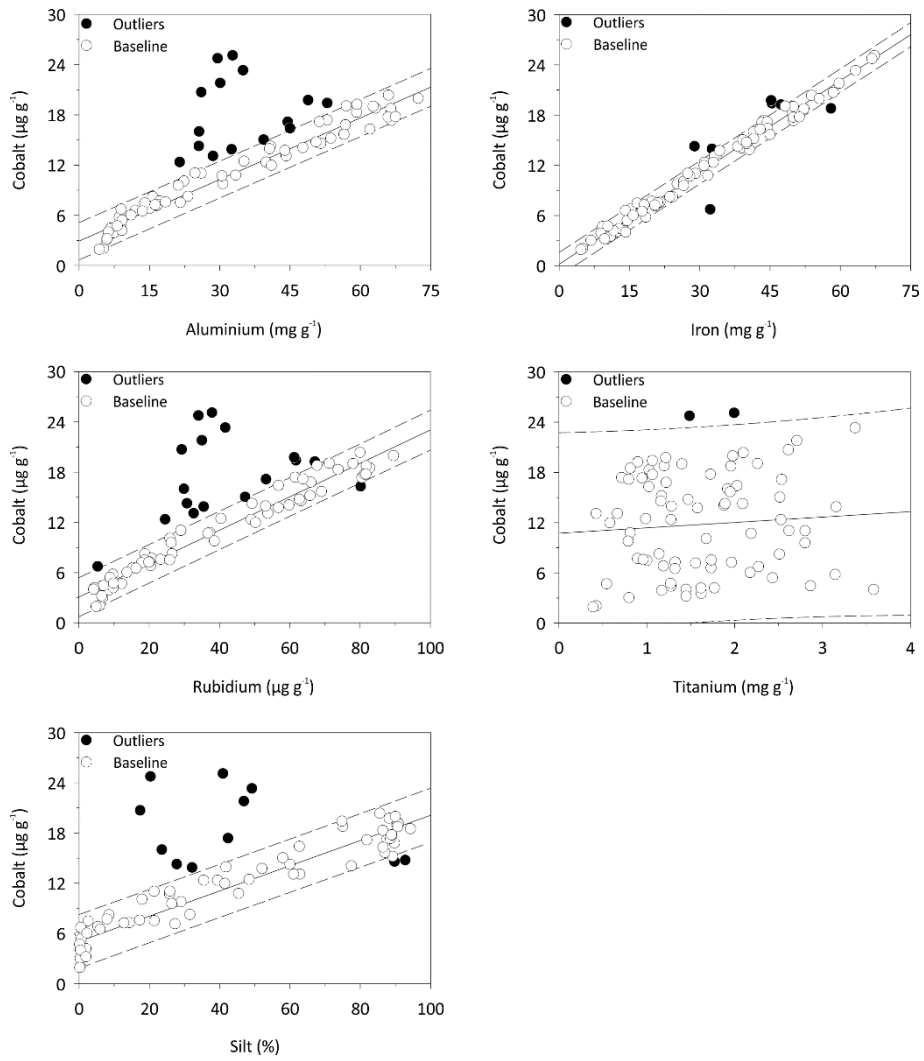 30
24
18
12
6
0
Cobalt (µg g⁻¹)
Outliers
Baseline
0 15 30 45 60 75
Aluminium (mg g⁻¹)
30
24
18
12
6
0
Cobalt (µg g⁻¹)
Outliers
Baseline
0 15 30 45 60 75
Iron (mg g⁻¹)
30
24
18
12
6
0
Cobalt (µg g⁻¹)
Outliers
Baseline
0 20 40 60 80 100
Rubidium (µg g⁻¹)
30
24
18
12
6
0
Cobalt (µg g⁻¹)
Outliers
Baseline
0 1 2 3 4
Titanium (mg g⁻¹)
30
24
18
12
6
0
Cobalt (µg g⁻¹)
Outliers
Baseline
0 20 40 60 80 100
Silt (%)